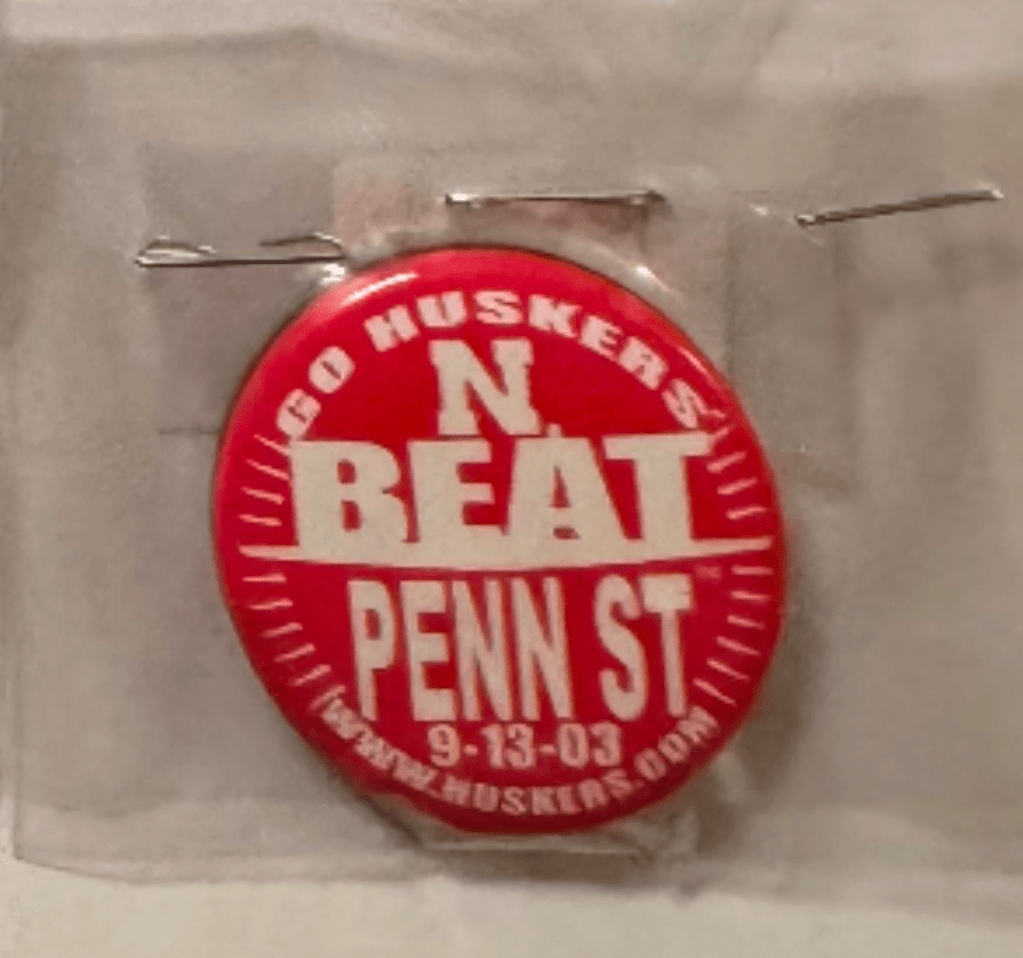 GO HUSKERS
N
BEAT
PENN ST
9-13-03
WWW.HUSKERS.COM